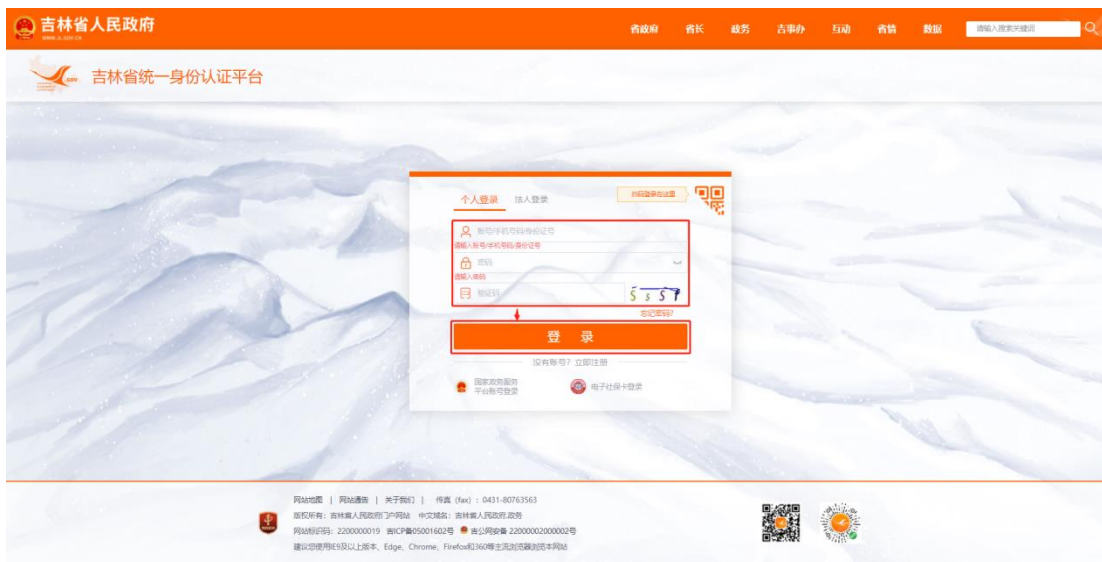 吉林省人民政府
WWW.JL.GOV.CN
省政府 省长 政务 吉事办 互动 省情 数据 请输入搜索关键词
GOV 吉林省统一身份认证平台
个人登录 法人登录 扫码登录在这里
账号/手机号码/身份证号
请输入账号/手机号码/身份证号
密码
请输入密码
验证码
忘记密码?
登 录
没有账号? 立即注册
国家政务服务
平台账号登录
电子社保卡登录
网站地图 | 网站通告 | 关于我们 | 传真 (fax) : 0431-80763563
版权所有: 吉林省人民政府门户网站 中文域名: 吉林省人民政府.政务
网站标识码: 2200000019 吉ICP备05001602号 吉公网安备 22000002000002号
建议您使用IE9及以上版本、Edge、Chrome、Firefox和360等主流浏览器浏览本网站